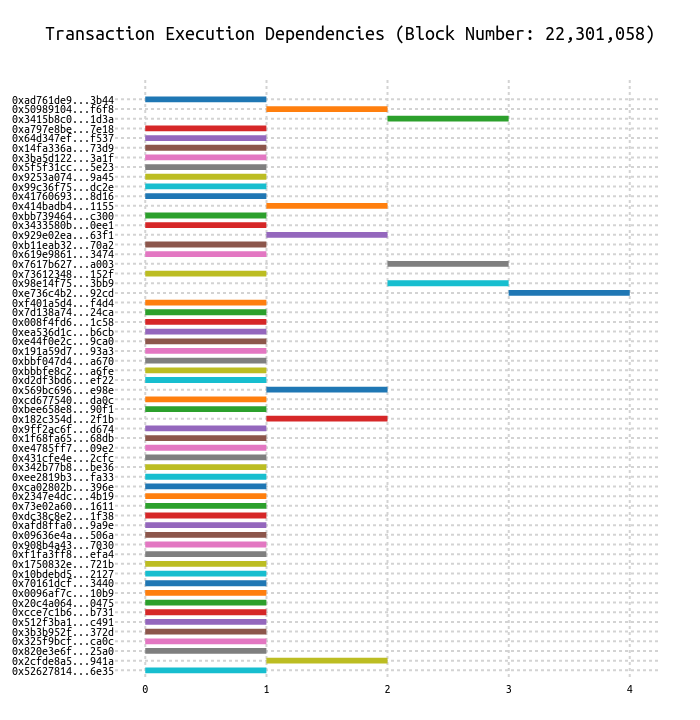 Transaction Execution Dependencies (Block Number: 22,301,058)
0xad761de9...3b44
0x50989104...f6f8
0x3415b8c0...1d3a
0xa797e8be...7e18
0x64d347ef...f537
0x14fa336a...73d9
0x3ba5d122...3a1f
0x5f5f31cc...5e23
0x9253a074...9a45
0x99c36f75...dc2e
0x41760693...8d16
0x414badb4...1155
0xbb739464...c300
0x3433580b...0ee1
0x929e02ea...63f1
0xb11eab32...70a2
0x619e9861...3474
0x7617b627...a003
0x73612348...152f
0x98e14f75...3bb9
0xe736c4b2...92cd
0xf401a5d4...f4d4
0x7d138a74...24ca
0x008f4fd6...1c58
0xea536d1c...b6cb
0xe44f0e2c...9ca0
0x191a59d7...93a3
0xbbf047d4...a670
0xbbbfe8c2...a6fe
0xd2df3bd6...ef22
0x569bc696...e98e
0xcd677540...da0c
0xbee658e8...90f1
0x182c354d...2f1b
0x9ff2ac6f...d674
0x1f68fa65...68db
0xe4785ff7...09e2
0x431cfe4e...2cfc
0x342b77b8...be36
0xee2819b3...fa33
0xca02802b...396e
0x2347e4dc...4b19
0x73e02a60...1611
0xdc38c8e2...1f38
0xafd8ffa0...9a9e
0x09636e4a...506a
0x908b4a43...7030
0xf1fa3ff8...efa4
0x1750832e...721b
0x10bdebd5...2127
0x70161dcf...3440
0x0096af7c...10b9
0x20c4a064...0475
0xcce7c1b6...b731
0x512f3ba1...c491
0x3b3b952f...372d
0x325f9bcf...ca0c
0x820e3e6f...25a0
0x2cfde8a5...941a
0x52627814...6e35
0 1 2 3 4